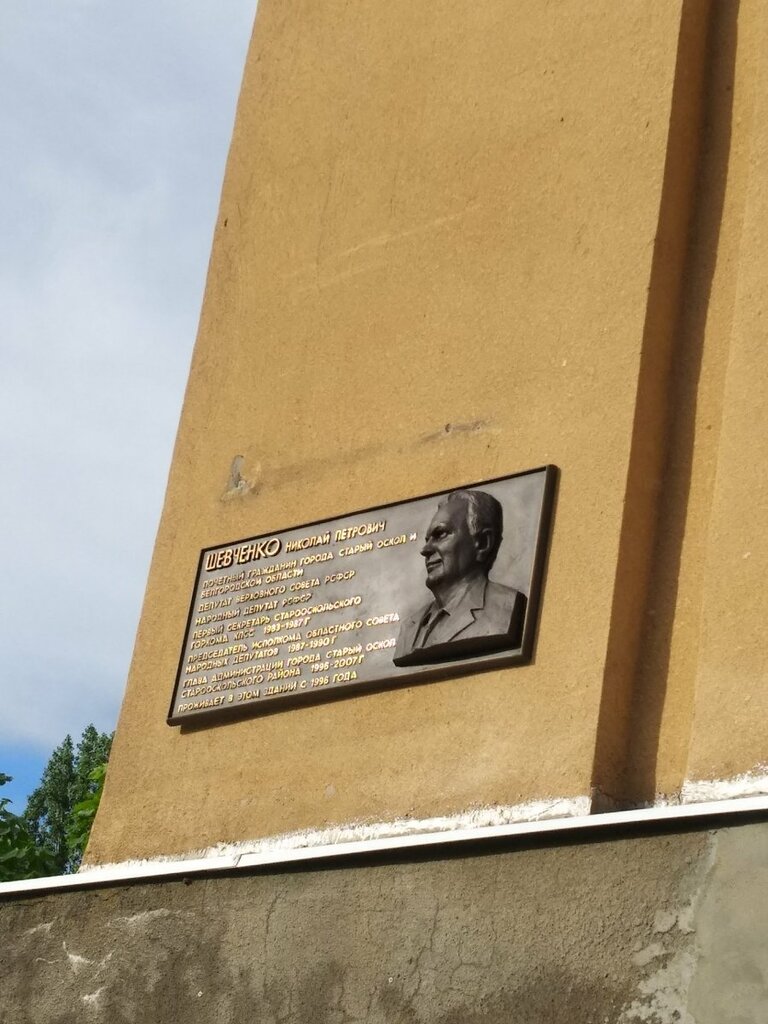 ШЕВЧЕНКО НИКОЛАЙ ПЕТРОВИЧ
ПОЧЁТНЫЙ ГРАЖДАНИН ГОРОДА СТАРЫЙ ОСКОЛ И
БЕЛГОРОДСКОЙ ОБЛАСТИ
ДЕПУТАТ ВЕРХОВНОГО СОВЕТА РСФСР
НАРОДНЫЙ ДЕПУТАТ РСФСР
ПЕРВЫЙ СЕКРЕТАРЬ СТАРООСКОЛЬСКОГО
ГОРКОМА КПСС 1983-1987 Г
ПРЕДСЕДАТЕЛЬ ИСПОЛКОМА ОБЛАСТНОГО СОВЕТА
НАРОДНЫХ ДЕПУТАТОВ 1987-1990 Г
ГЛАВА АДМИНИСТРАЦИИ ГОРОДА СТАРЫЙ ОСКОЛ
СТАРООСКОЛЬСКОГО РАЙОНА 1996-2007 Г
ПРОЖИВАЕТ В ЭТОМ ЗДАНИИ С 1996 ГОДА